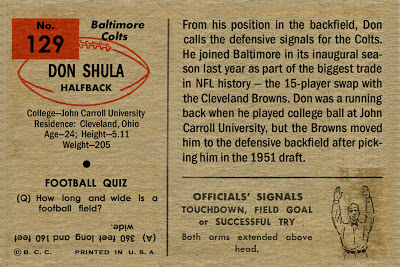 No.
129
Baltimore
Colts
DON SHULA
HALFBACK
College—John Carroll University
Residence: Cleveland, Ohio
Age—24; Height—5.11
Weight—205
FOOTBALL QUIZ
(Q) How long and wide is a
football field?
(A) 360 feet long and 160 feet
wide.
© B. C. C. PRINTED IN U. S. A.
From his position in the backfield, Don
calls the defensive signals for the Colts.
He joined Baltimore in its inaugural sea-
son last year as part of the biggest trade
in NFL history — the 15-player swap with
the Cleveland Browns. Don was a running
back when he played college ball at John
Carroll University, but the Browns moved
him to the defensive backfield after pick-
ing him in the 1951 draft.
OFFICIALS' SIGNALS
TOUCHDOWN, FIELD GOAL
or SUCCESSFUL TRY
Both arms extended above
head.